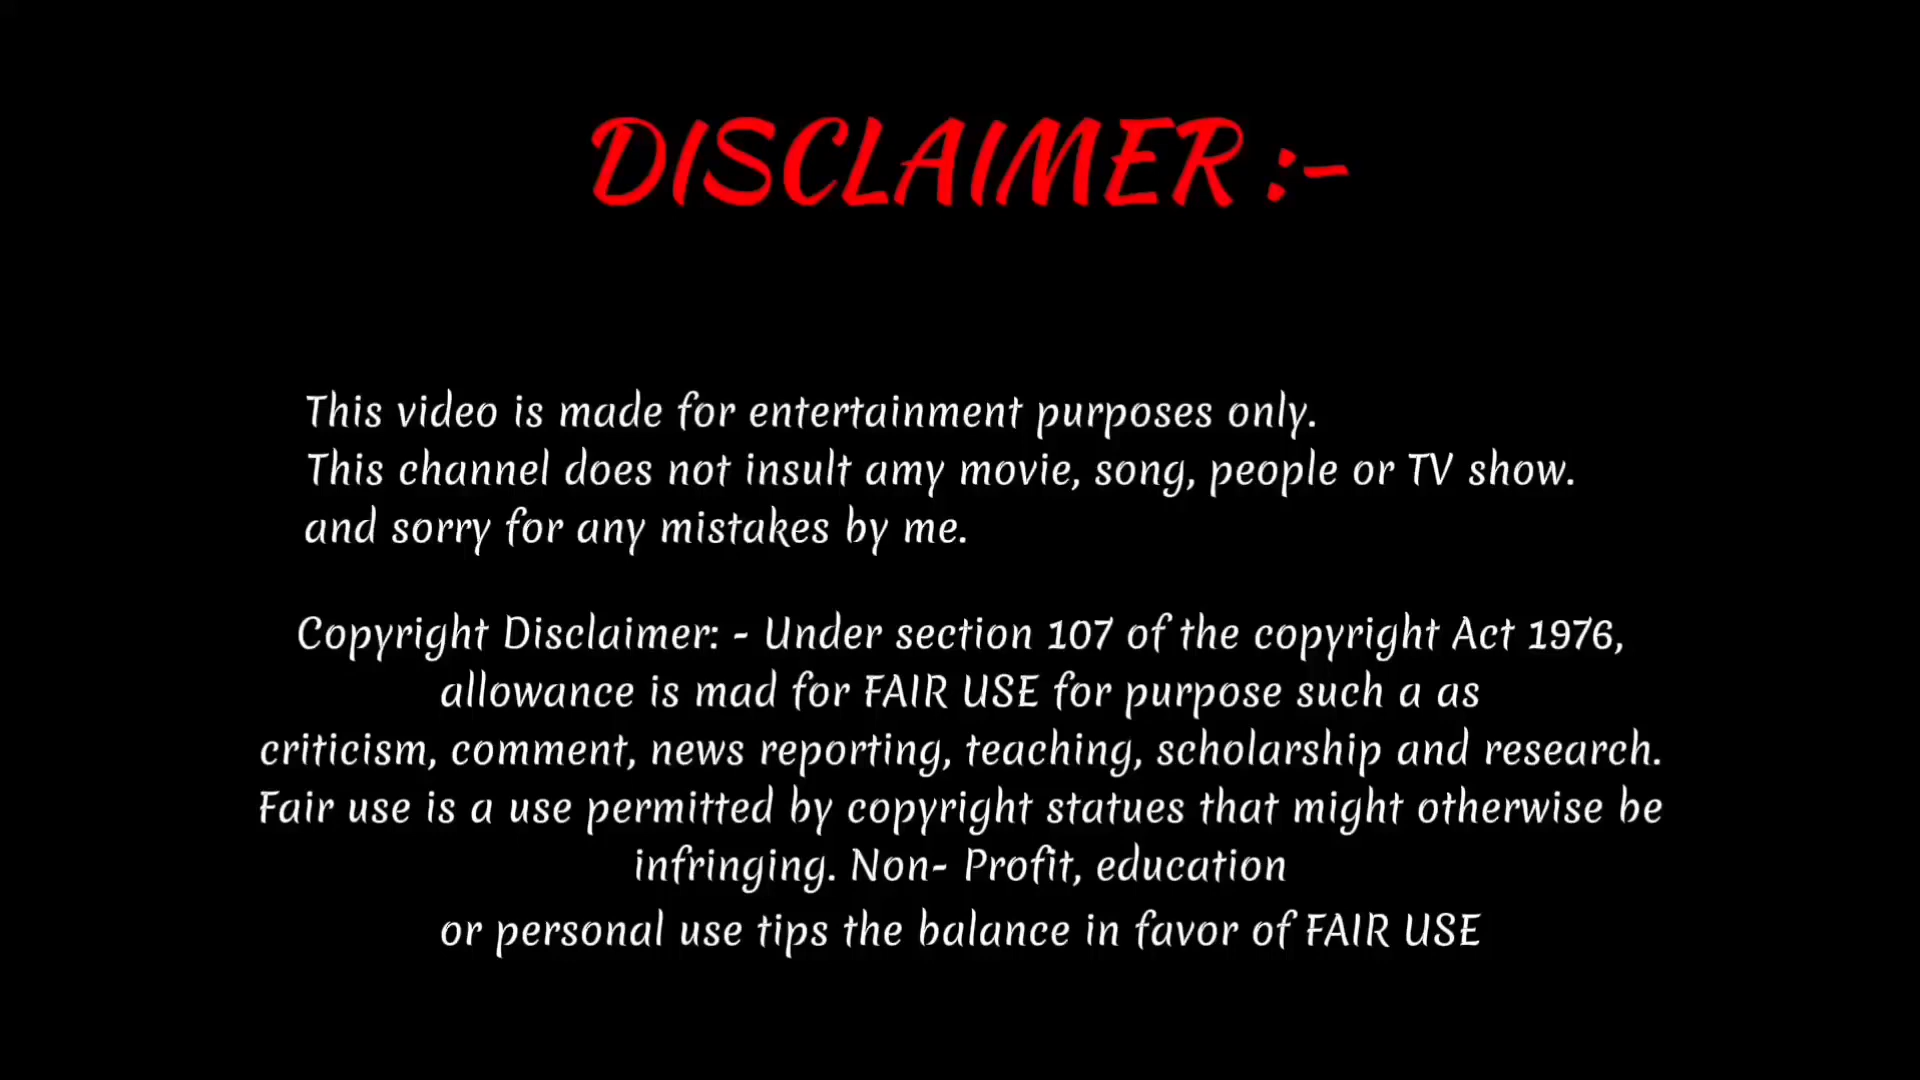 DISCLAIMER :-
This video is made for entertainment purposes only.
This channel does not insult amy movie, song, people or TV show.
and sorry for any mistakes by me.
Copyright Disclaimer: - Under section 107 of the copyright Act 1976,
allowance is mad for FAIR USE for purpose such a as
criticism, comment, news reporting, teaching, scholarship and research.
Fair use is a use permitted by copyright statues that might otherwise be
infringing. Non- Profit, education
or personal use tips the balance in favor of FAIR USE